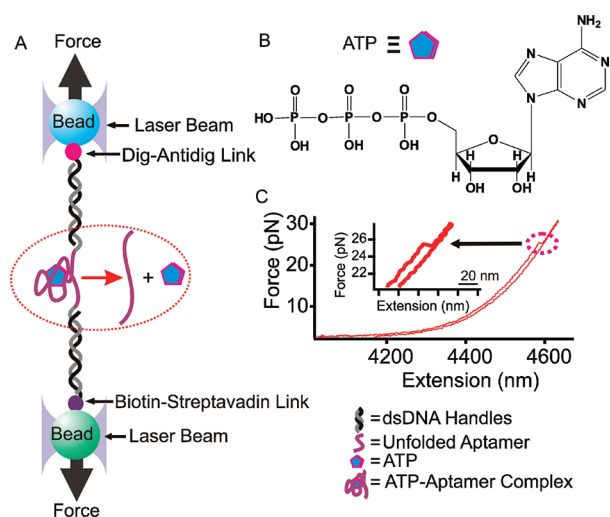 A
Force
Bead
Laser Beam
Dig-Antidig Link
+
Biotin-Streptavadin Link
Bead
Laser Beam
Force
B
ATP ≡
NH₂
N
N
N
N
O
O
O
HO-P-O-P-O-P-O
OH
OH
OH
O
H
H
H
H
OH
OH
C
Force (pN)
30
20
10
4200
4400
4600
Extension (nm)
Force (pN)
26
24
22
20 nm
Extension (nm)
=dsDNA Handles
=Unfolded Aptamer
=ATP
=ATP-Aptamer Complex